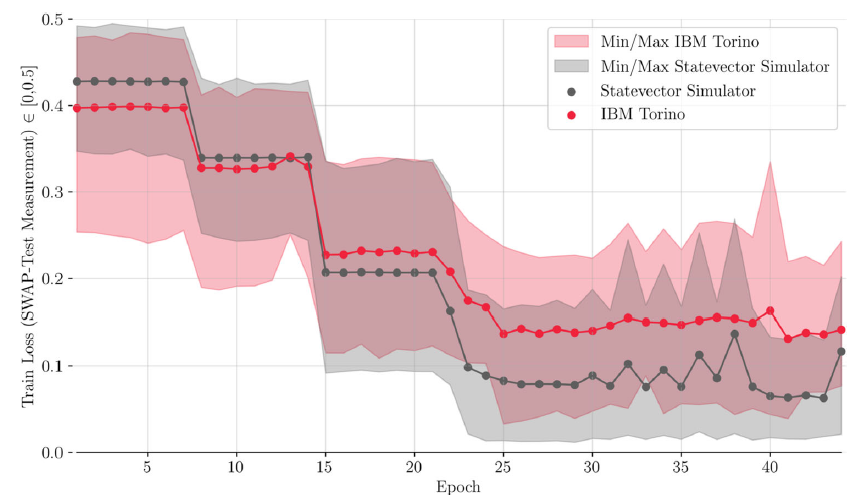 Train Loss (SWAP-Test Measurement) ∈ [0,0.5]
0.5
0.4
0.3
0.2
0.1
0.0
Min/Max IBM Torino
Min/Max Statevector Simulator
Statevector Simulator
IBM Torino
5 10 15 20 25 30 35 40
Epoch